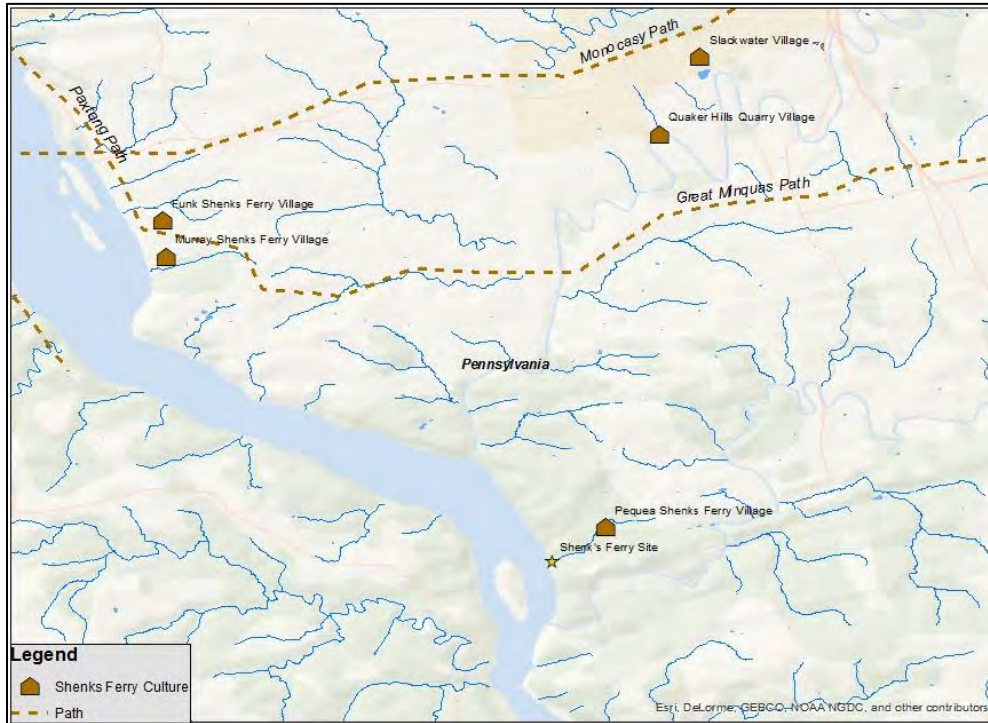 Monocasy Path
Slackwater Village
Paxtang Path
Quaker Hills Quarry Village
Great Minquas Path
Funk Shenks Ferry Village
Murray Shenks Ferry Village
Pennsylvania
Pequea Shenks Ferry Village
Shenk's Ferry Site
Legend
Shenks Ferry Culture
Path
Esri, DeLorme, GEBCO, NOAA NGDC, and other contributors